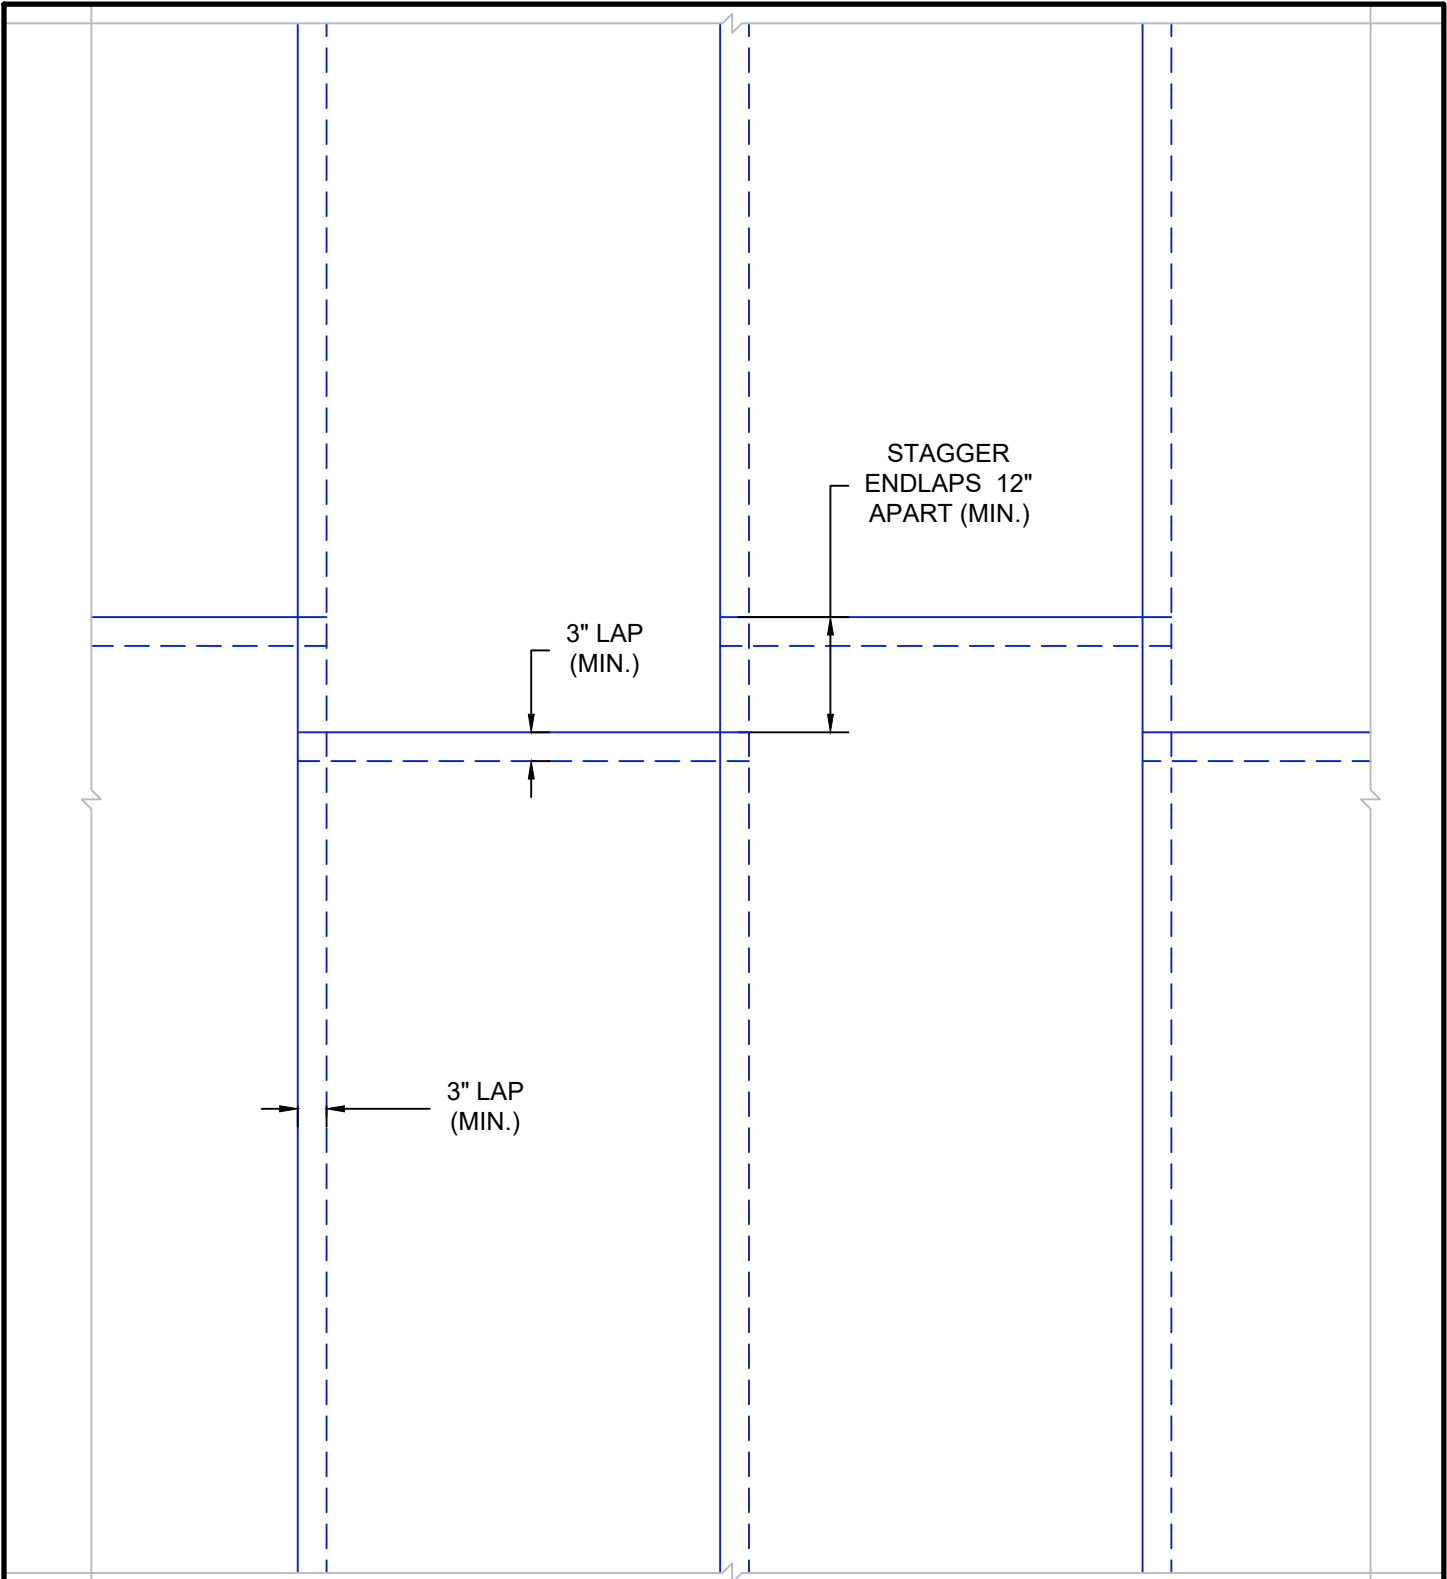 STAGGER
ENDLAPS 12"
APART (MIN.)
3" LAP
(MIN.)
3" LAP
(MIN.)